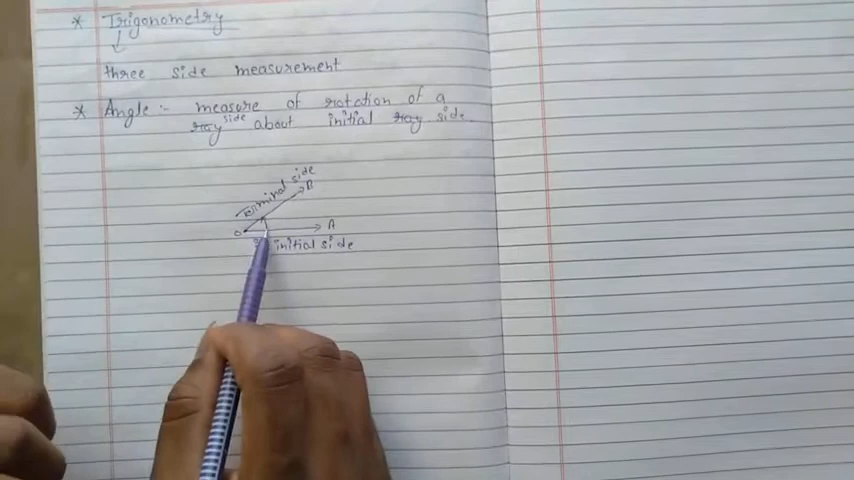 * Trigonometry
three side measurement
* Angle :- measure of rotation of a
ray side about initial ray side.
Terminal side
B
O
A
initial side